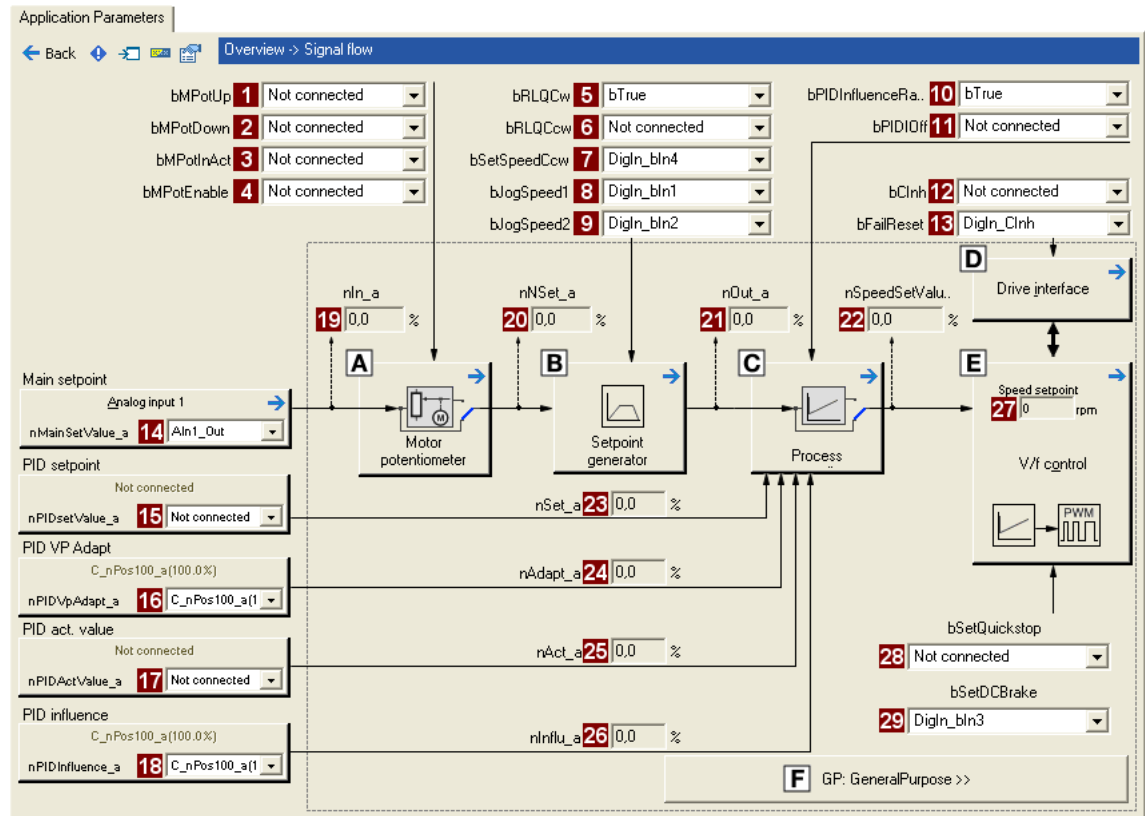 Application Parameters
Back
Overview -> Signal flow
bMPotUp 1 Not connected
bMPotDown 2 Not connected
bMPotInAct 3 Not connected
bMPotEnable 4 Not connected
bRLQCw 5 bTrue
bRLQCcw 6 Not connected
bSetSpeedCcw 7 DigIn_bIn4
bJogSpeed1 8 DigIn_bIn1
bJogSpeed2 9 DigIn_bIn2
bPIDInfluenceRa.. 10 bTrue
bPIDIOff 11 Not connected
bCInh 12 Not connected
bFailReset 13 DigIn_CInh
D
Drive interface
nIn_a
19 0,0 %
nNSet_a
20 0,0 %
nOut_a
21 0,0 %
nSpeedSetValu..
22 0,0 %
A
Motor
potentiometer
B
Setpoint
generator
C
Process
E
Speed setpoint
27 0 rpm
V/f control
PWM
Main setpoint
Analog input 1
nMainSetValue_a 14 AIn1_Out
PID setpoint
Not connected
nPIDsetValue_a 15 Not connected
nSet_a 23 0,0 %
PID VP Adapt
C_nPos100_a(100.0%)
nPIDVpAdapt_a 16 C_nPos100_a(1
nAdapt_a 24 0,0 %
PID act. value
Not connected
nPIDActValue_a 17 Not connected
nAct_a 25 0,0 %
PID influence
C_nPos100_a(100.0%)
nPIDInfluence_a 18 C_nPos100_a(1
nInflu_a 26 0,0 %
bSetQuickstop
28 Not connected
bSetDCBrake
29 DigIn_bIn3
F GP: GeneralPurpose >>